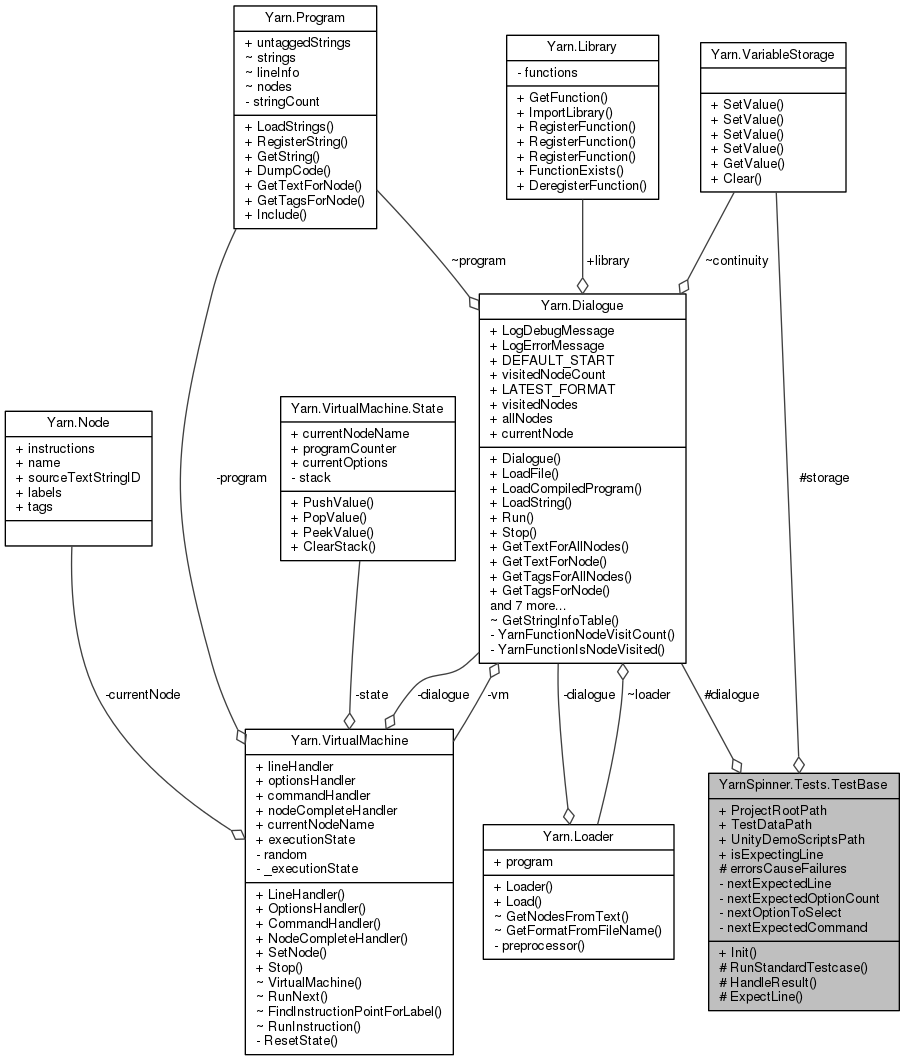 Yarn.Program
+ untaggedStrings
~ strings
~ lineInfo
~ nodes
- stringCount
+ LoadStrings()
+ RegisterString()
+ GetString()
+ DumpCode()
+ GetTextForNode()
+ GetTagsForNode()
+ Include()
Yarn.Library
- functions
+ GetFunction()
+ ImportLibrary()
+ RegisterFunction()
+ RegisterFunction()
+ RegisterFunction()
+ FunctionExists()
+ DeregisterFunction()
Yarn.VariableStorage
+ SetValue()
+ SetValue()
+ SetValue()
+ SetValue()
+ GetValue()
+ Clear()
~program
+library
~continuity
Yarn.Dialogue
+ LogDebugMessage
+ LogErrorMessage
+ DEFAULT_START
+ visitedNodeCount
+ LATEST_FORMAT
+ visitedNodes
+ allNodes
+ currentNode
+ Dialogue()
+ LoadFile()
+ LoadCompiledProgram()
+ LoadString()
+ Run()
+ Stop()
+ GetTextForAllNodes()
+ GetTextForNode()
+ GetTagsForAllNodes()
+ GetTagsForNode()
and 7 more...
~ GetStringInfoTable()
- YarnFunctionNodeVisitCount()
- YarnFunctionIsNodeVisited()
Yarn.Node
+ instructions
+ name
+ sourceTextStringID
+ labels
+ tags
-program
Yarn.VirtualMachine.State
+ currentNodeName
+ programCounter
+ currentOptions
- stack
+ PushValue()
+ PopValue()
+ PeekValue()
+ ClearStack()
#storage
-currentNode
-state
-dialogue
-vm
-dialogue
~loader
#dialogue
Yarn.VirtualMachine
+ lineHandler
+ optionsHandler
+ commandHandler
+ nodeCompleteHandler
+ currentNodeName
+ executionState
- random
- _executionState
+ LineHandler()
+ OptionsHandler()
+ CommandHandler()
+ NodeCompleteHandler()
+ SetNode()
+ Stop()
~ VirtualMachine()
~ RunNext()
~ FindInstructionPointForLabel()
~ RunInstruction()
- ResetState()
Yarn.Loader
+ program
+ Loader()
+ Load()
~ GetNodesFromText()
~ GetFormatFromFileName()
- preprocessor()
YarnSpinner.Tests.TestBase
+ ProjectRootPath
+ TestDataPath
+ UnityDemoScriptsPath
+ isExpectingLine
# errorsCauseFailures
- nextExpectedLine
- nextExpectedOptionCount
- nextOptionToSelect
- nextExpectedCommand
+ Init()
# RunStandardTestcase()
# HandleResult()
# ExpectLine()